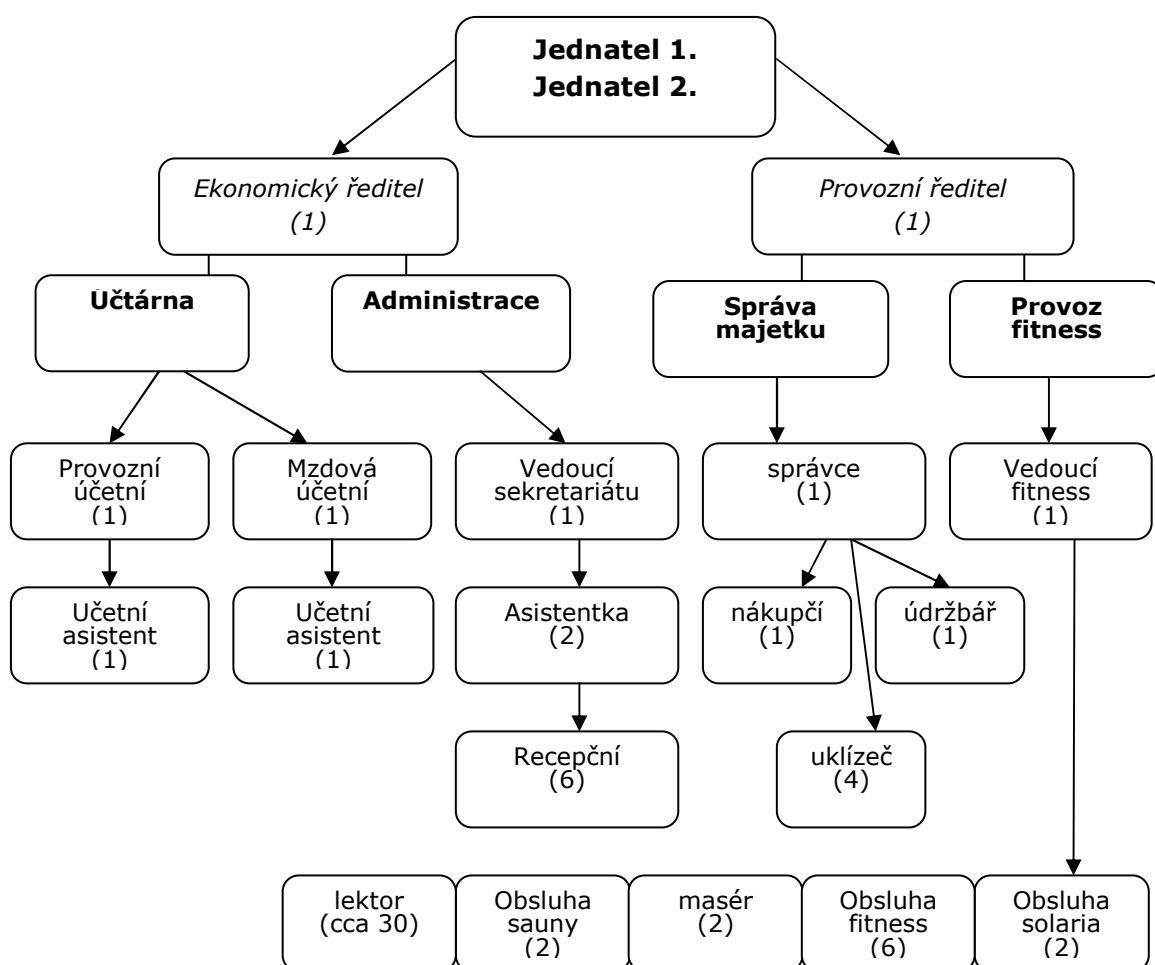 Jednatel 1.
Jednatel 2.
Ekonomický ředitel
(1)
Provozní ředitel
(1)
Účtárna
Administrace
Správa
majetku
Provoz
fitness
Provozní
účetní
(1)
Mzdová
účetní
(1)
Vedoucí
sekretariátu
(1)
správce
(1)
Vedoucí
fitness
(1)
Učetní
asistent
(1)
Učetní
asistent
(1)
Asistentka
(2)
nákupčí
(1)
údržbář
(1)
Recepční
(6)
uklízeč
(4)
lektor
(cca 30)
Obsluha
sauny
(2)
masér
(2)
Obsluha
fitness
(6)
Obsluha
solaria
(2)